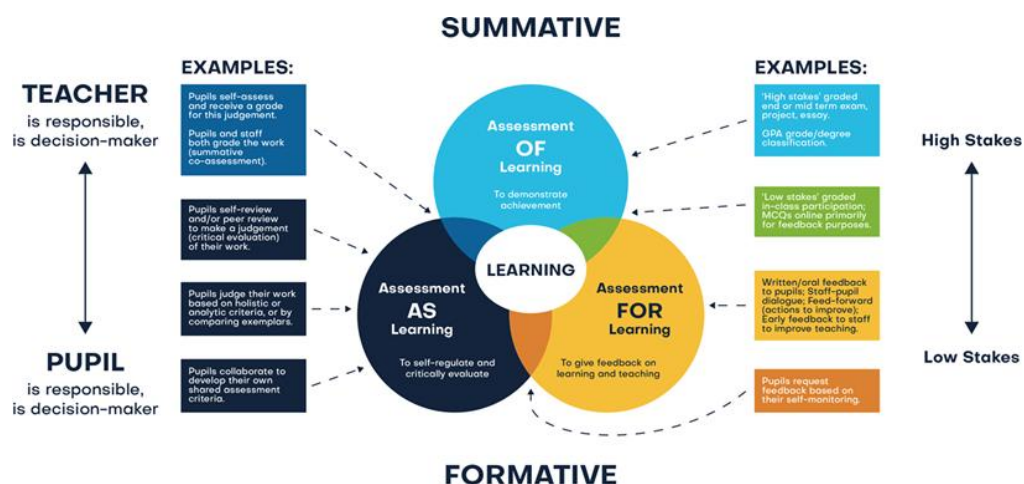 SUMMATIVE
TEACHER
is responsible,
is decision-maker
PUPIL
is responsible,
is decision-maker
EXAMPLES:
Pupils self-assess
and receive a grade
for this judgement.
Pupils and staff
both grade the work
(summative
co-assessment).
Pupils self-review
and/or peer review
to make a judgement
(critical evaluation)
of their work.
Pupils judge their work
based on holistic or
analytic criteria, or by
comparing exemplars.
Pupils collaborate to
develop their own
shared assessment
criteria.
Assessment
OF
Learning
To demonstrate
achievement
LEARNING
Assessment
AS
Learning
To self-regulate and
critically evaluate
Assessment
FOR
Learning
To give feedback on
learning and teaching
EXAMPLES:
'High stakes' graded
end or mid term exam,
project, essay.
GPA grade/degree
classification.
'Low stakes' graded
in-class participation;
MCQs online primarily
for feedback purposes.
Written/oral feedback
to pupils; Staff-pupil
dialogue; Feed-forward
(actions to improve);
Early feedback to staff
to improve teaching.
Pupils request
feedback based on
their self-monitoring.
High Stakes
Low Stakes
FORMATIVE